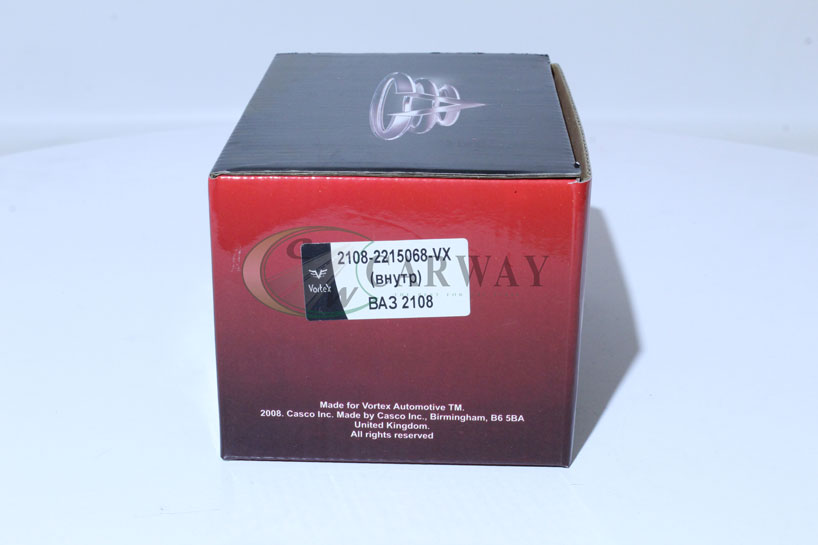 2108-2215068-VX
(внутр)
ВАЗ 2108
Vortex
CARWAY
Made for Vortex Automotive TM.
2008. Casco Inc. Made by Casco Inc., Birmingham, B6 5BA
United Kingdom.
All rights reserved